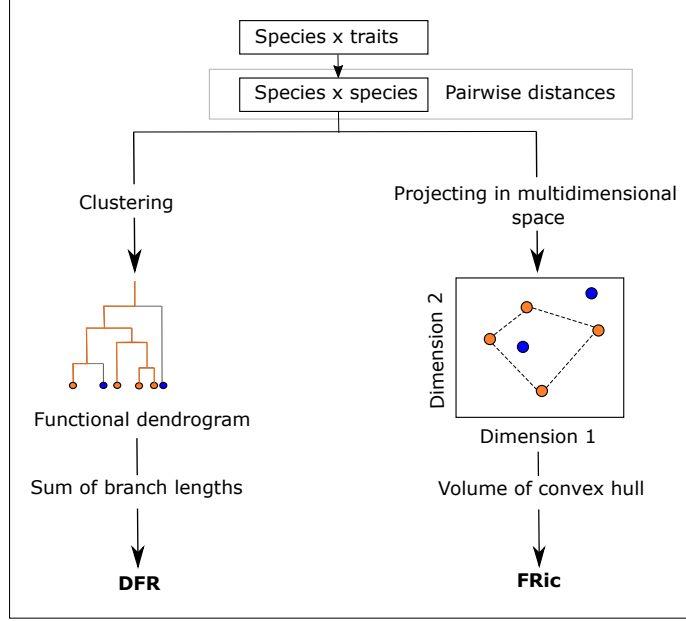 Species x traits
Species x species
Pairwise distances
Clustering
Projecting in multidimensional
space
Dimension 2
Functional dendrogram
Dimension 1
Sum of branch lengths
Volume of convex hull
DFR
FRic